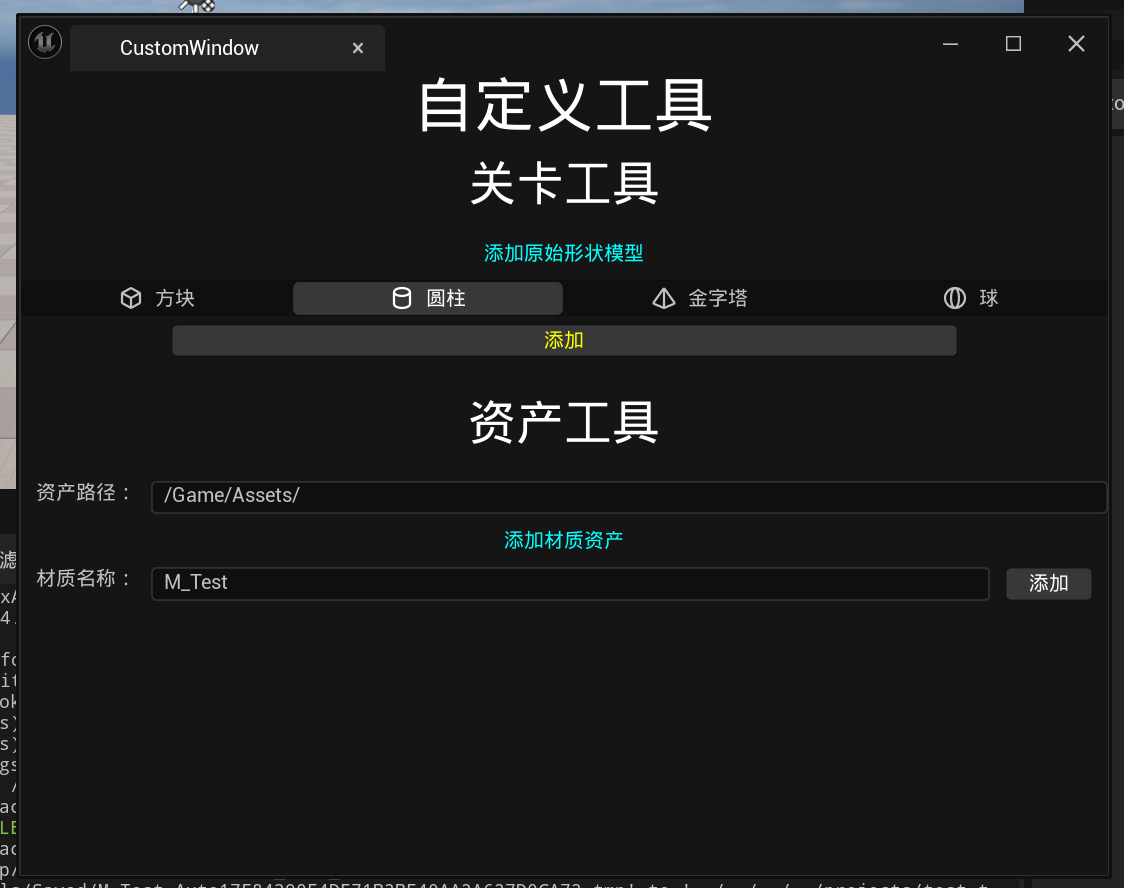 CustomWindow
自定义工具
关卡工具
添加原始形状模型
方块 圆柱 金字塔 球
添加
资产工具
资产路径： /Game/Assets/
添加材质资产
材质名称： M_Test 添加